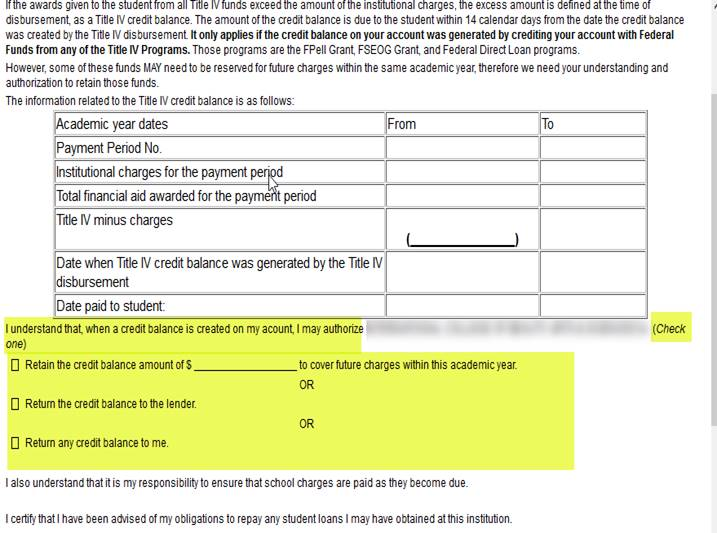 If the awards given to the student from all Title IV funds exceed the amount of the institutional charges, the excess amount is defined at the time of
disbursement, as a Title IV credit balance. The amount of the credit balance is due to the student within 14 calendar days from the date the credit balance
was created by the Title IV disbursement. It only applies if the credit balance on your account was generated by crediting your account with Federal
Funds from any of the Title IV Programs. Those programs are the FPell Grant, FSEOG Grant, and Federal Direct Loan programs.
However, some of these funds MAY need to be reserved for future charges within the same academic year, therefore we need your understanding and
authorization to retain those funds.
The information related to the Title IV credit balance is as follows:
Academic year dates From To
Payment Period No.
Institutional charges for the payment period
Total financial aid awarded for the payment period
Title IV minus charges
(____________)
Date when Title IV credit balance was generated by the Title IV
disbursement
Date paid to student:
I understand that, when a credit balance is created on my acount, I may authorize (Check
one)
Retain the credit balance amount of $ ____________ to cover future charges within this academic year.
OR
Return the credit balance to the lender.
OR
Return any credit balance to me.
I also understand that it is my responsibility to ensure that school charges are paid as they become due.
I certify that I have been advised of my obligations to repay any student loans I may have obtained at this institution.